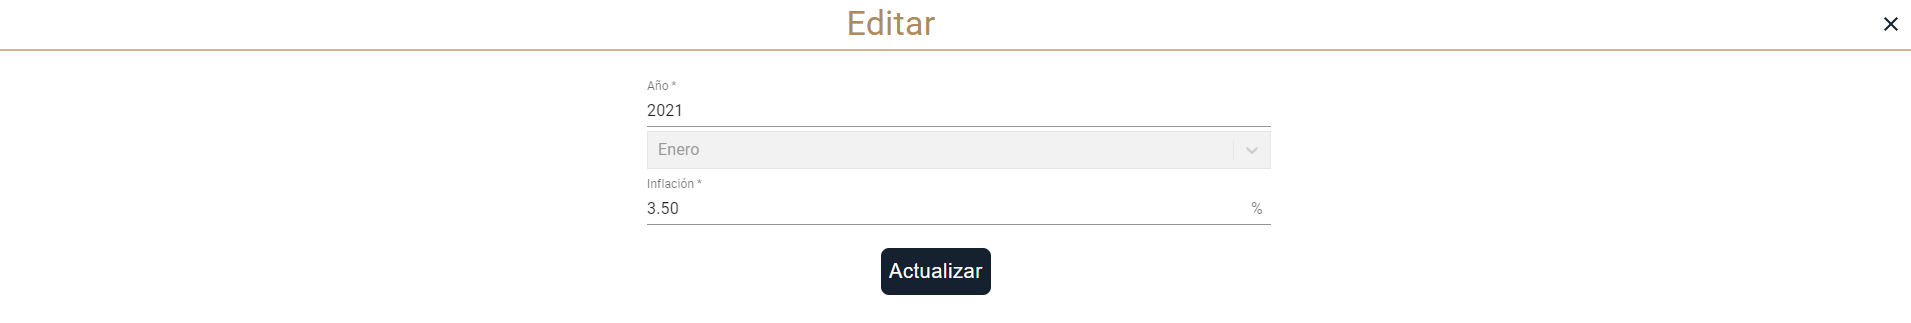 Editar
Año *
2021
Enero
Inflación *
3.50 %
Actualizar